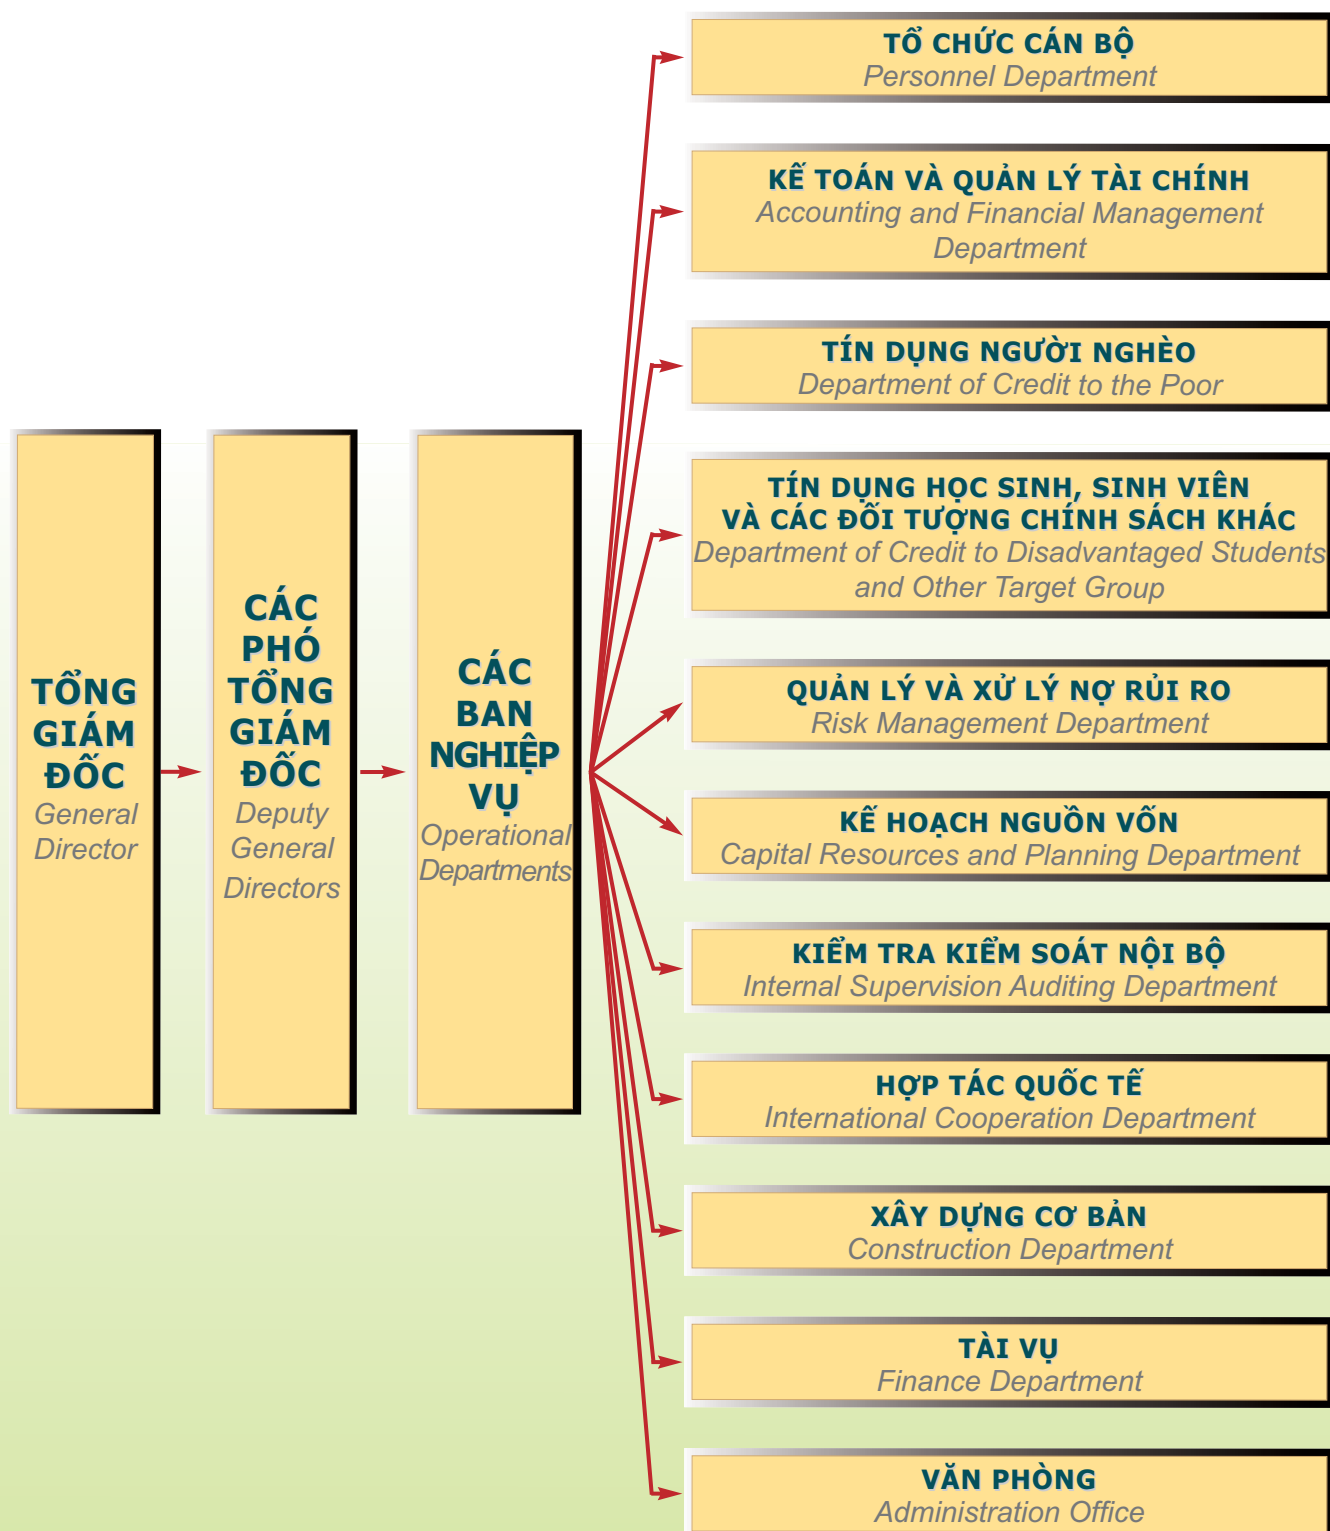 TỔNG
GIÁM
ĐỐC
General
Director
CÁC
PHÓ
TỔNG
GIÁM
ĐỐC
Deputy
General
Directors
CÁC
BAN
NGHIỆP
VỤ
Operational
Departments
TỔ CHỨC CÁN BỘ
Personnel Department
KẾ TOÁN VÀ QUẢN LÝ TÀI CHÍNH
Accounting and Financial Management
Department
TÍN DỤNG NGƯỜI NGHÈO
Department of Credit to the Poor
TÍN DỤNG HỌC SINH, SINH VIÊN
VÀ CÁC ĐỐI TƯỢNG CHÍNH SÁCH KHÁC
Department of Credit to Disadvantaged Students
and Other Target Group
QUẢN LÝ VÀ XỬ LÝ NỢ RỦI RO
Risk Management Department
KẾ HOẠCH NGUỒN VỐN
Capital Resources and Planning Department
KIỂM TRA KIỂM SOÁT NỘI BỘ
Internal Supervision Auditing Department
HỢP TÁC QUỐC TẾ
International Cooperation Department
XÂY DỰNG CƠ BẢN
Construction Department
TÀI VỤ
Finance Department
VĂN PHÒNG
Administration Office